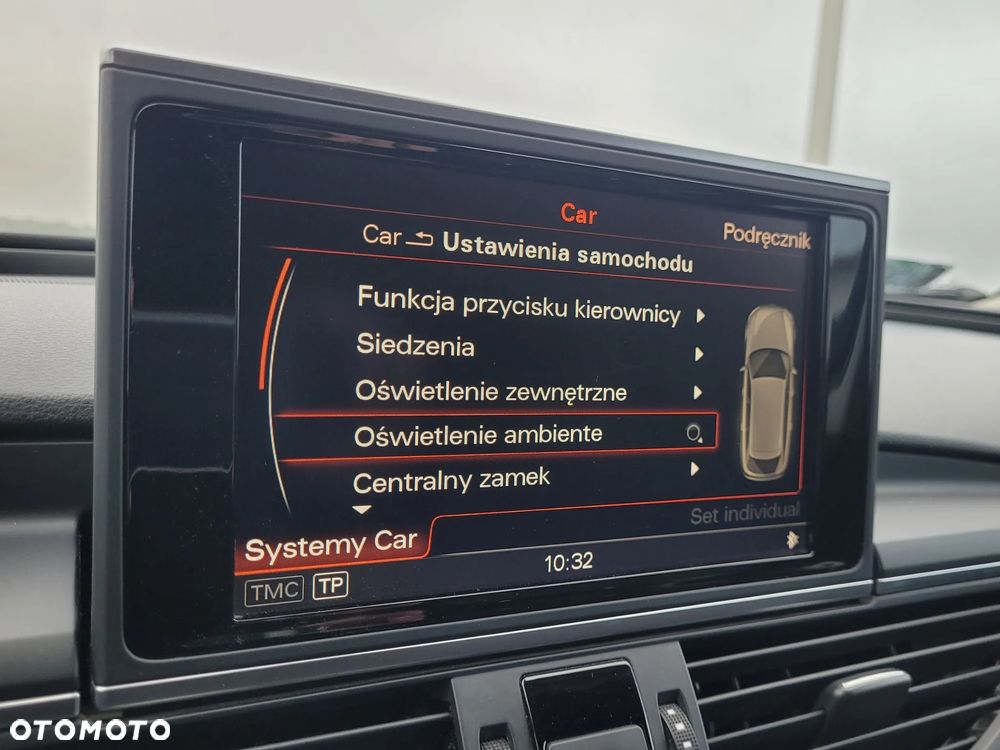 Car
Podręcznik
Car Ustawienia samochodu
Funkcja przycisku kierownicy
Siedzenia
Oświetlenie zewnętrzne
Oświetlenie ambiente
Centralny zamek
Set individual
Systemy Car
10:32
TMC TP
OTOMOTO